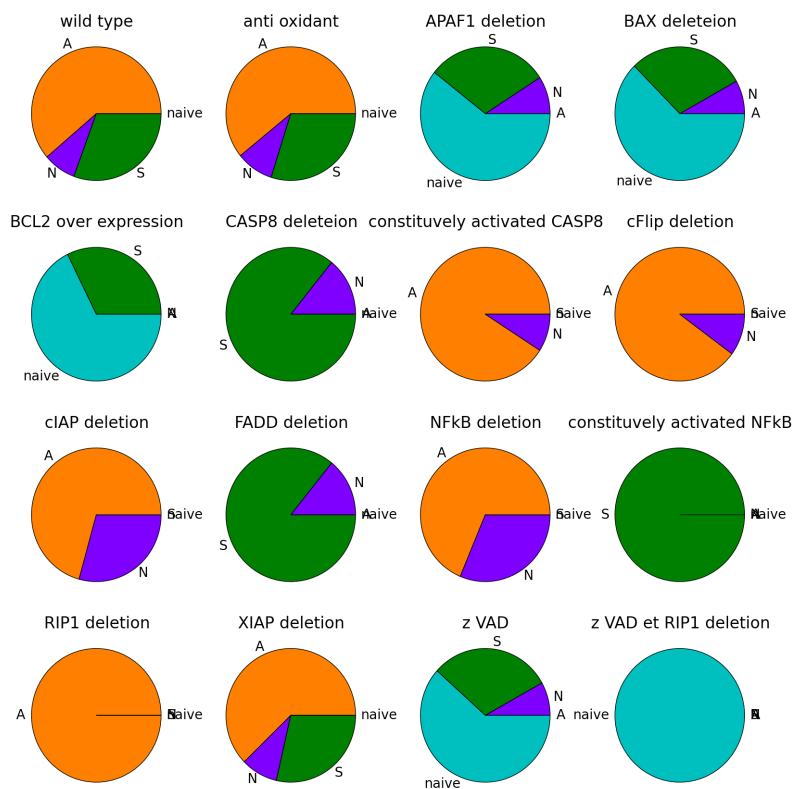 wild type
A
naive
N
S
anti oxidant
A
naive
N
S
APAF1 deletion
S
N
A
naive
BAX deleteion
S
N
A
naive
BCL2 over expression
S
naive
CASP8 deleteion
N
A
naive
S
constituvely activated CASP8
A
S
naive
N
cFlip deletion
A
S
naive
N
cIAP deletion
A
S
naive
N
FADD deletion
N
A
naive
S
NFkB deletion
A
S
naive
N
constituvely activated NFkB
S
naive
RIP1 deletion
A
naive
XIAP deletion
A
naive
N
S
z VAD
S
N
A
naive
z VAD et RIP1 deletion
naive